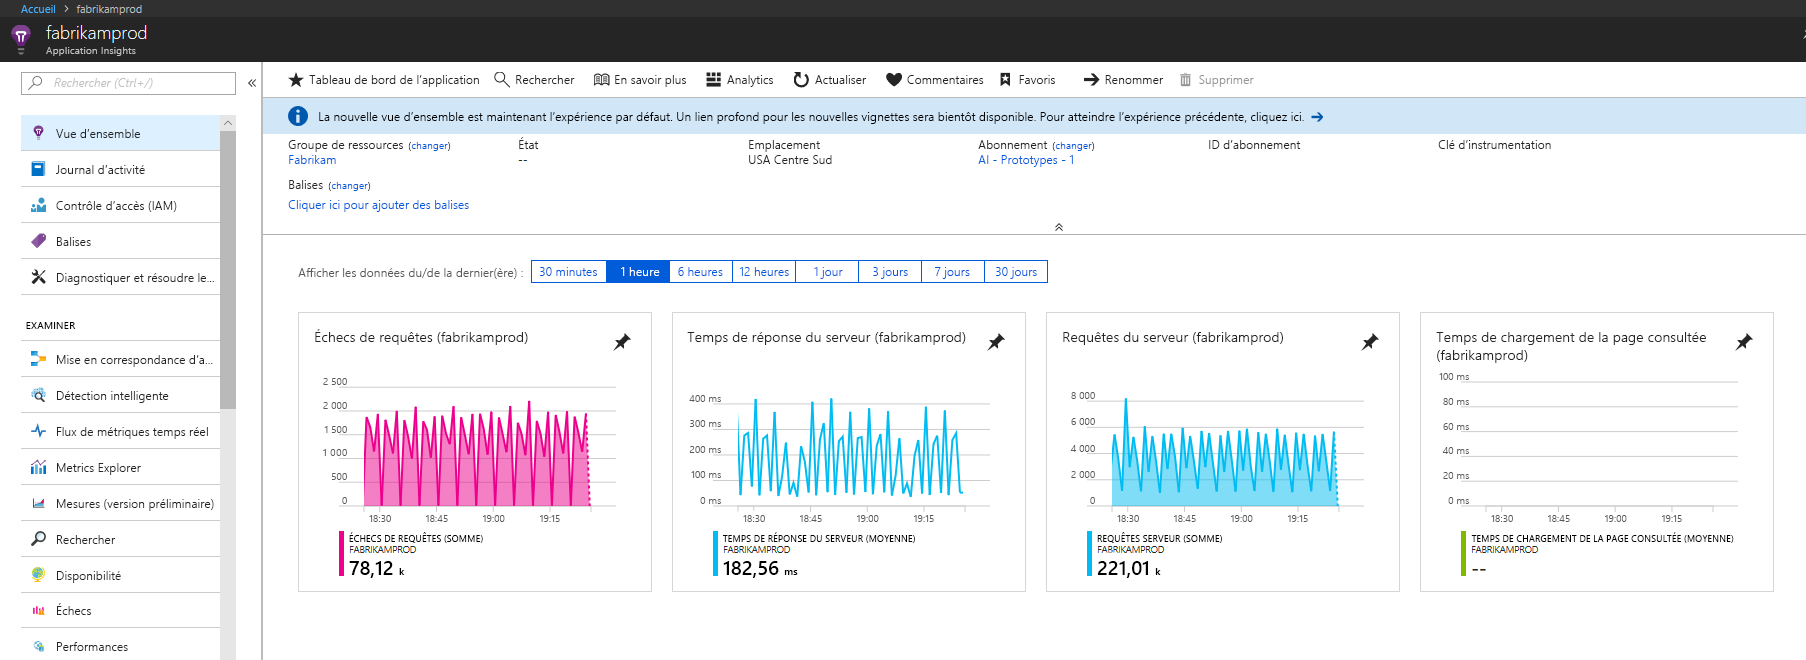 Accueil > fabrikamprod
fabrikamprod
Application Insights
Rechercher (Ctrl+/)
«
Vue d'ensemble
Journal d'activité
Contrôle d'accès (IAM)
Balises
Diagnostiquer et résoudre le...
EXAMINER
Mise en correspondance d'a...
Détection intelligente
Flux de métriques temps réel
Metrics Explorer
Mesures (version préliminaire)
Rechercher
Disponibilité
Échecs
Performances
Tableau de bord de l'application Rechercher En savoir plus Analytics Actualiser Commentaires Favoris Renommer Supprimer
La nouvelle vue d'ensemble est maintenant l'expérience par défaut. Un lien profond pour les nouvelles vignettes sera bientôt disponible. Pour atteindre l'expérience précédente, cliquez ici. →
Groupe de ressources (changer) État Emplacement Abonnement (changer) ID d'abonnement Clé d'instrumentation
Fabrikam -- USA Centre Sud AI - Prototypes - 1
Balises (changer)
Cliquer ici pour ajouter des balises
Afficher les données du/de la dernier(ère) : 30 minutes 1 heure 6 heures 12 heures 1 jour 3 jours 7 jours 30 jours
Échecs de requêtes (fabrikamprod)
2 500
2 000
1 500
1 000
500
0
18:30 18:45 19:00 19:15
ÉCHECS DE REQUÊTES (SOMME)
FABRIKAMPROD
78,12 k
Temps de réponse du serveur (fabrikamprod)
400 ms
300 ms
200 ms
100 ms
0 ms
18:30 18:45 19:00 19:15
TEMPS DE RÉPONSE DU SERVEUR (MOYENNE)
FABRIKAMPROD
182,56 ms
Requêtes du serveur (fabrikamprod)
8 000
6 000
4 000
2 000
0
18:30 18:45 19:00 19:15
REQUÊTES SERVEUR (SOMME)
FABRIKAMPROD
221,01 k
Temps de chargement de la page consultée
(fabrikamprod)
100 ms
80 ms
60 ms
40 ms
20 ms
0 ms
18:30 18:45 19:00 19:15
TEMPS DE CHARGEMENT DE LA PAGE CONSULTÉE (MOYENNE)
FABRIKAMPROD
--